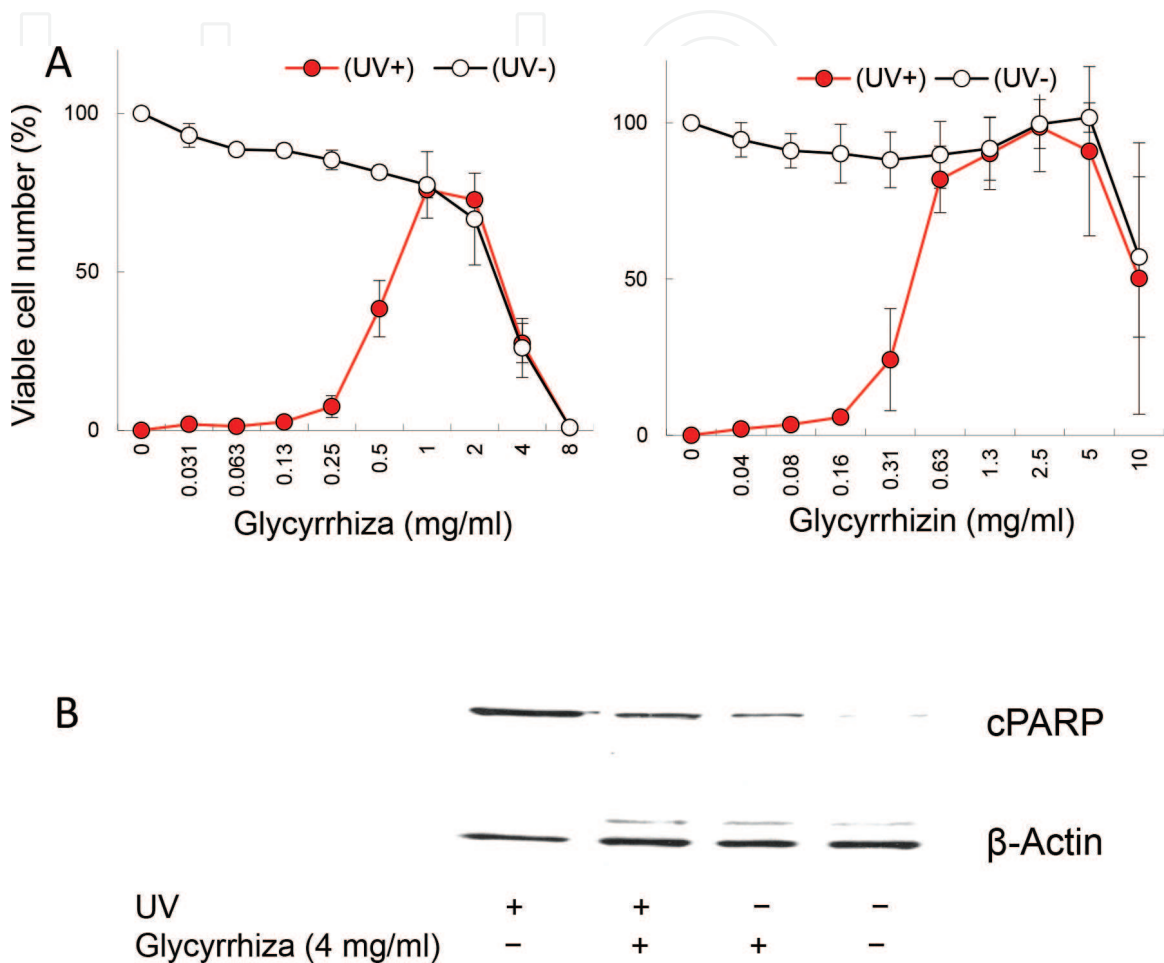 A
(UV+) (UV-)
Viable cell number (%)
100
50
0
0 0.031 0.063 0.13 0.25 0.5 1 2 4 8
Glycyrrhiza (mg/ml)
(UV+) (UV-)
100
50
0
0 0.04 0.08 0.16 0.31 0.63 1.3 2.5 5 10
Glycyrrhizin (mg/ml)
B
cPARP
β-Actin
UV + + − −
Glycyrrhiza (4 mg/ml) − + + −